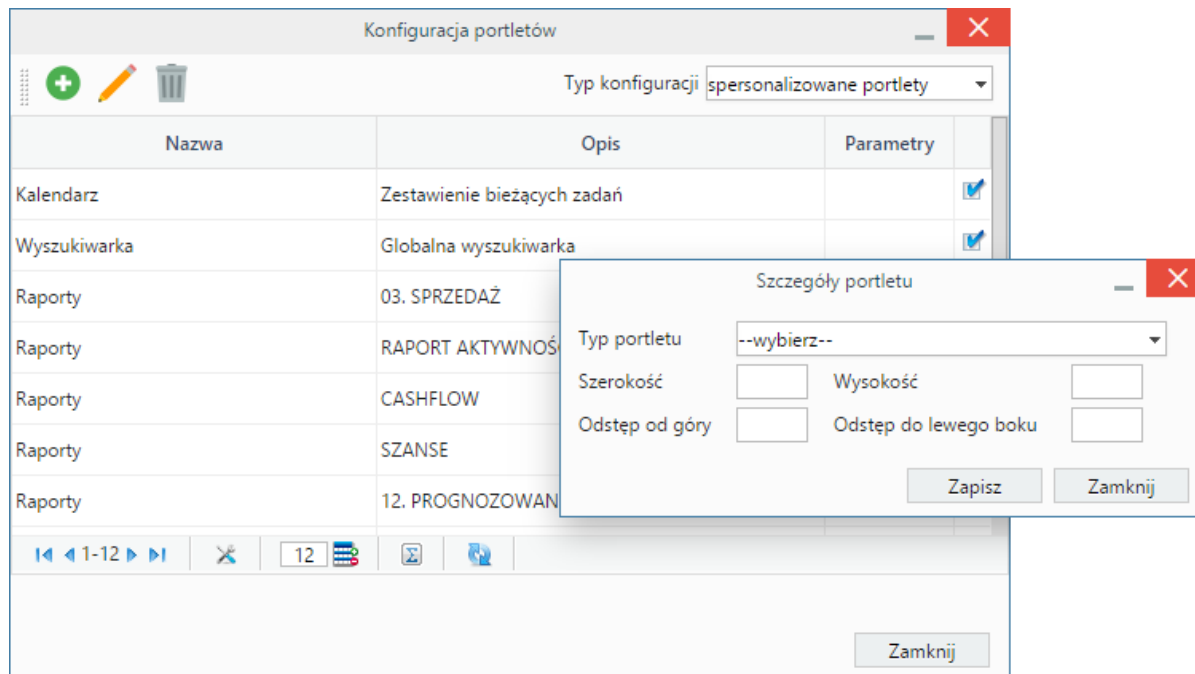 Konfiguracja portletów
Typ konfiguracji spersonalizowane portlety
Nazwa Opis Parametry
Kalendarz Zestawienie bieżących zadań
Wyszukiwarka Globalna wyszukiwarka
Raporty 03. SPRZEDAŻ
Raporty RAPORT AKTYWNOŚ
Raporty CASHFLOW
Raporty SZANSE
Raporty 12. PROGNOZOWAN
1-12 12 Σ
Zamknij
Szczegóły portletu
Typ portletu --wybierz--
Szerokość Wysokość
Odstęp od góry Odstęp do lewego boku
Zapisz Zamknij